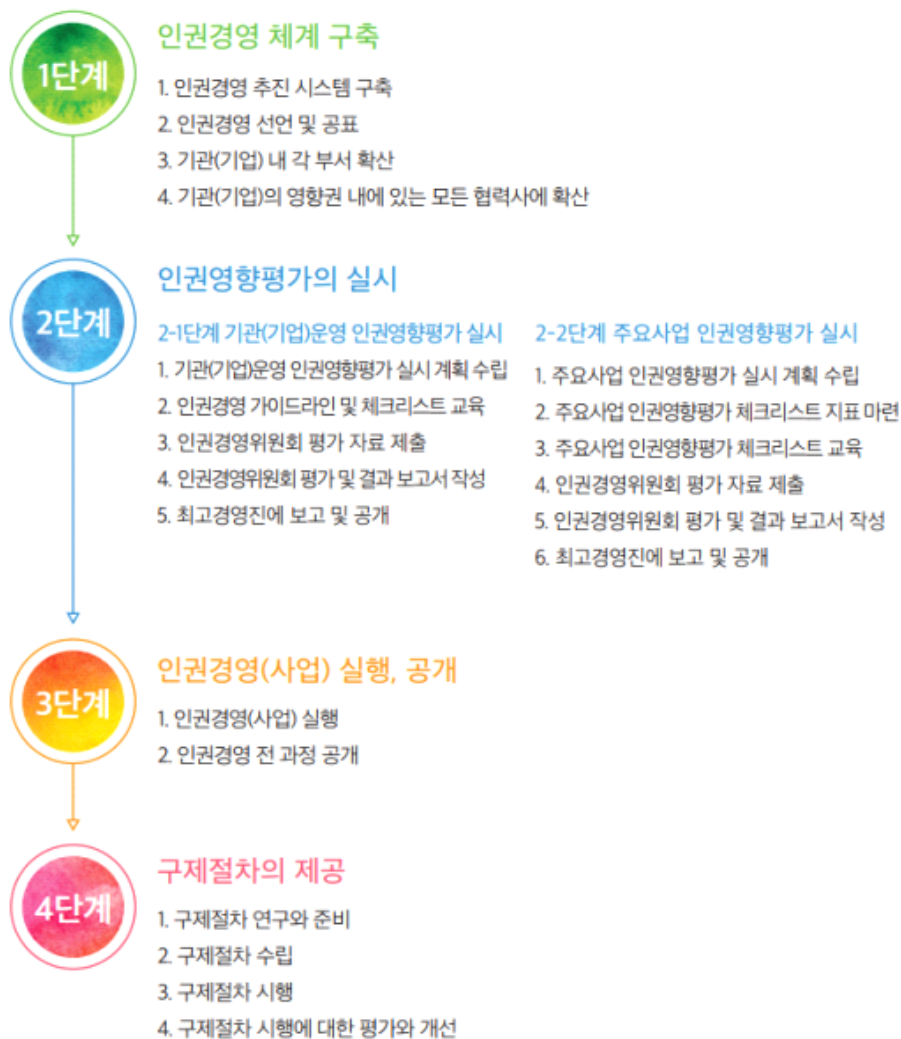 1단계
인권경영 체계 구축
1. 인권경영 추진 시스템 구축
2. 인권경영 선언 및 공표
3. 기관(기업) 내 각 부서 확산
4. 기관(기업)의 영향권 내에 있는 모든 협력사에 확산
2단계
인권영향평가의 실시
2-1단계 기관(기업)운영 인권영향평가 실시
1. 기관(기업)운영 인권영향평가 실시 계획 수립
2. 인권경영 가이드라인 및 체크리스트 교육
3. 인권경영위원회 평가 자료 제출
4. 인권경영위원회 평가 및 결과 보고서 작성
5. 최고경영진에 보고 및 공개
2-2단계 주요사업 인권영향평가 실시
1. 주요사업 인권영향평가 실시 계획 수립
2. 주요사업 인권영향평가 체크리스트 지표 마련
3. 주요사업 인권영향평가 체크리스트 교육
4. 인권경영위원회 평가 자료 제출
5. 인권경영위원회 평가 및 결과 보고서 작성
6. 최고경영진에 보고 및 공개
3단계
인권경영(사업) 실행, 공개
1. 인권경영(사업) 실행
2. 인권경영 전 과정 공개
4단계
구제절차의 제공
1. 구제절차 연구와 준비
2. 구제절차 수립
3. 구제절차 시행
4. 구제절차 시행에 대한 평가와 개선